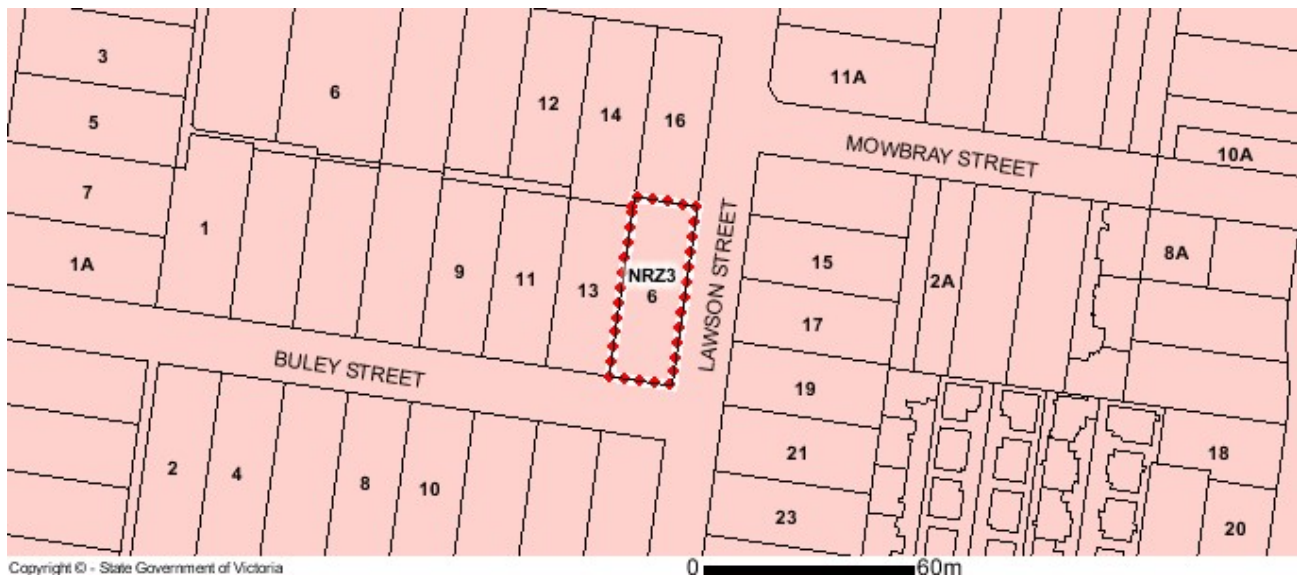 3
6
12
14
16
11A
5
MOWBRAY STREET
10A
7
1
1A
9
11
13
NRZ3
6
LAWSON STREET
15
2A
8A
17
BULEY STREET
19
2
4
8
10
21
18
23
20
Copyright © - State Government of Victoria
0
60m